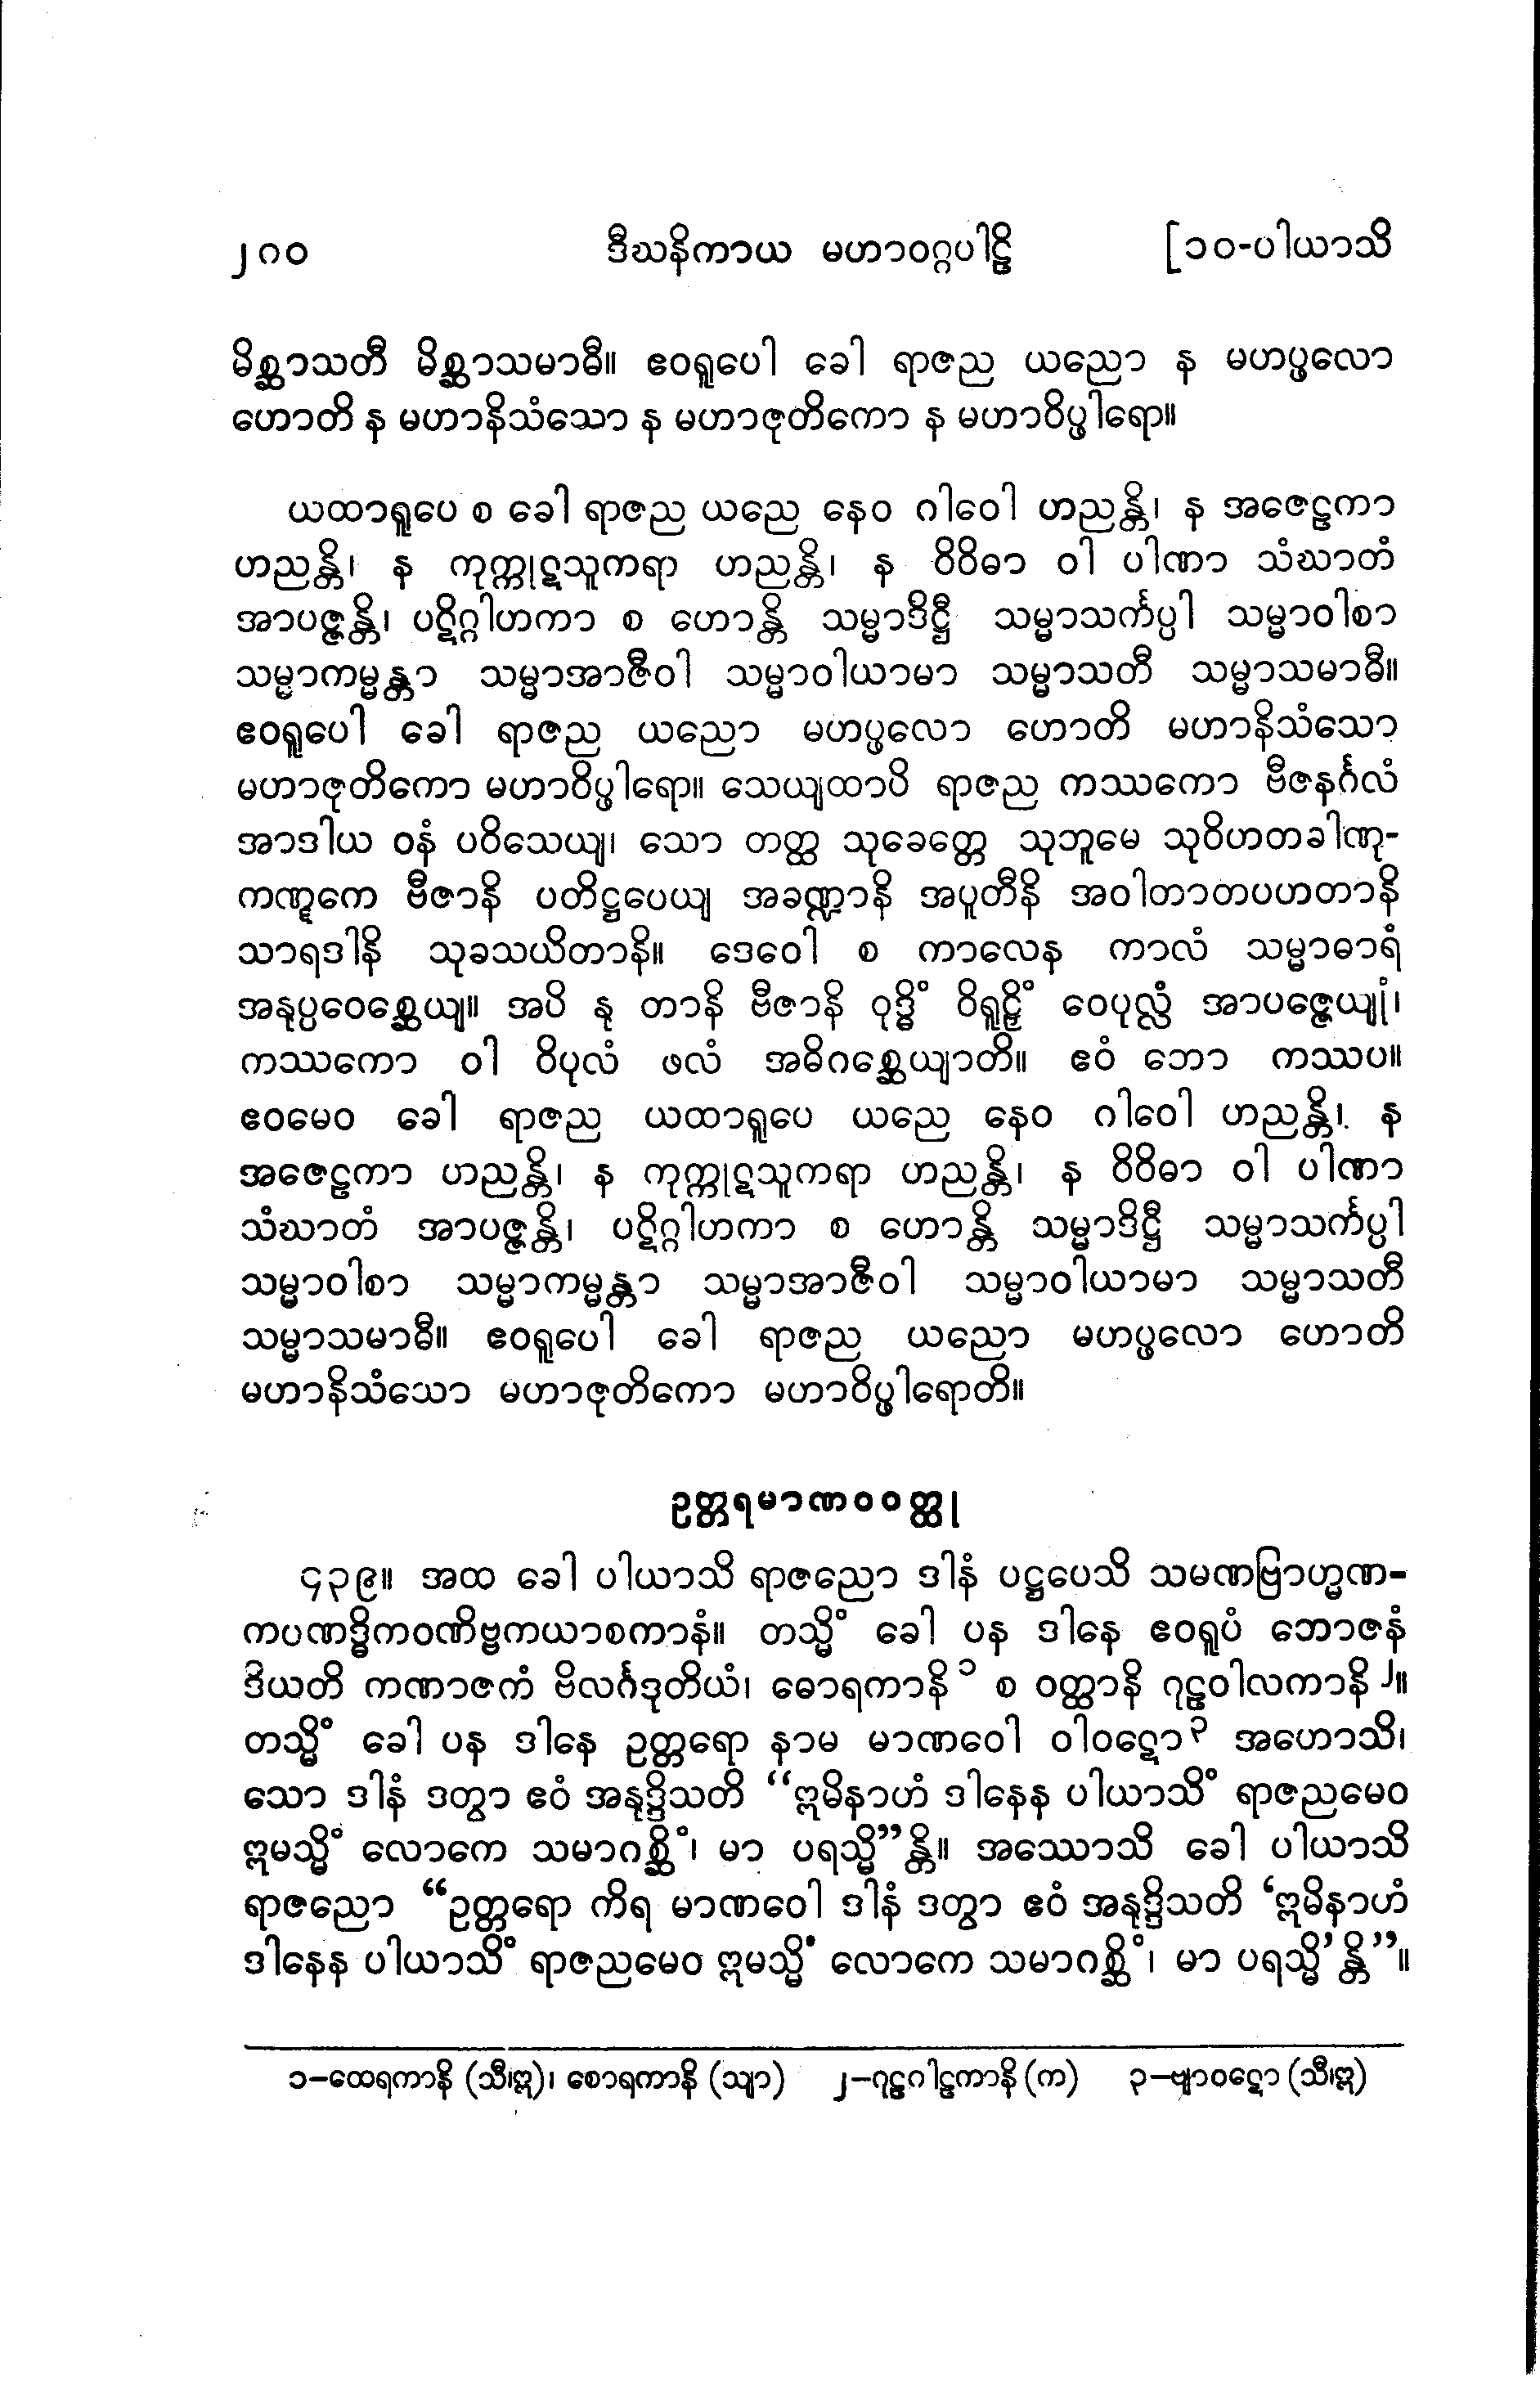 ၂၈၀ ဒီဃနိကာယ မဟာဝဂ္ဂပါဠိ [၁၀-ပါယာသိ
မိစ္ဆာသတီ မိစ္ဆာသမာဓီ။ ဧဝရူပေါ ခေါ ရာဇည ယညော န မဟပ္ဖလော
ဟောတိ န မဟာနိသံသော န မဟာဇုတိကော န မဟာဝိပ္ဖါရော။
ယထာရူပေ စ ခေါ ရာဇည ယညေ နေဝ ဂါဝေါ ဟညန္တိ၊ န အဇေဠကာ
ဟညန္တိ၊ န ကုက္ကုဋသူကရာ ဟညန္တိ၊ န ဝိဝိဓာ ဝါ ပါဏာ သံဃာတံ
အာပဇ္ဇန္တိ၊ ပဋိဂ္ဂါဟကာ စ ဟောန္တိ သမ္မာဒိဋ္ဌီ သမ္မာသင်္ကပ္ပါ သမ္မာဝါစာ
သမ္မာကမ္မန္တာ သမ္မာအာဇီဝါ သမ္မာဝါယာမာ သမ္မာသတီ သမ္မာသမာဓီ။
ဧဝရူပေါ ခေါ ရာဇည ယညော မဟပ္ဖလော ဟောတိ မဟာနိသံသော
မဟာဇုတိကော မဟာဝိပ္ဖါရော။ သေယျထာပိ ရာဇည ကဿကော ဗီဇနင်္ဂလံ
အာဒါယ ဝနံ ပဝိသေယျ၊ သော တတ္ထ သုခေတ္တေ သုဘူမေ သုဝိဟတခါဏု-
ကဏ္ဋကေ ဗီဇာနိ ပတိဋ္ဌပေယျ အခဏ္ဍာနိ အပူတီနိ အဝါတာတပဟတာနိ
သာရဒါနိ သုခသယိတာနိ။ ဒေဝေါ စ ကာလေန ကာလံ သမ္မာဓာရံ
အနုပ္ပဝေစ္ဆေယျ။ အပိ နု တာနိ ဗီဇာနိ ဝုဒ္ဓိံ ဝိရူဠှိံ ဝေပုလ္လံ အာပဇ္ဇေယျုံ၊
ကဿကော ဝါ ဝိပုလံ ဖလံ အဓိဂစ္ဆေယျာတိ။ ဧဝံ ဘော ကဿပ။
ဧဝမေဝ ခေါ ရာဇည ယထာရူပေ ယညေ နေဝ ဂါဝေါ ဟညန္တိ၊ န
အဇေဠကာ ဟညန္တိ၊ န ကုက္ကုဋသူကရာ ဟညန္တိ၊ န ဝိဝိဓာ ဝါ ပါဏာ
သံဃာတံ အာပဇ္ဇန္တိ၊ ပဋိဂ္ဂါဟကာ စ ဟောန္တိ သမ္မာဒိဋ္ဌီ သမ္မာသင်္ကပ္ပါ
သမ္မာဝါစာ သမ္မာကမ္မန္တာ သမ္မာအာဇီဝါ သမ္မာဝါယာမာ သမ္မာသတီ
သမ္မာသမာဓီ။ ဧဝရူပေါ ခေါ ရာဇည ယညော မဟပ္ဖလော ဟောတိ
မဟာနိသံသော မဟာဇုတိကော မဟာဝိပ္ဖါရောတိ။
ဥတ္တရမာဏဝဝတ္ထု
၄၃၉။ အထ ခေါ ပါယာသိ ရာဇညော ဒါနံ ပဋ္ဌပေသိ သမဏဗြာဟ္မဏ-
ကပဏဒ္ဓိကဝဏိဗ္ဗကယာစကာနံ။ တသ္မိံ ခေါ ပန ဒါနေ ဧဝရူပံ ဘောဇနံ
ဒိယတိ ကဏာဇကံ ဗိလင်္ဂဒုတိယံ၊ ဓောရကာနိ ၁ စ ဝတ္ထာနိ ဂုဠဝါလကာနိ ၂။
တသ္မိံ ခေါ ပန ဒါနေ ဥတ္တရော နာမ မာဏဝေါ ဝါဝဋော ၃ အဟောသိ၊
သော ဒါနံ ဒတွာ ဧဝံ အနုဒ္ဒိသတိ “ဣမိနာဟံ ဒါနေန ပါယာသိံ ရာဇညမေဝ
ဣမသ္မိံ လောကေ သမာဂစ္ဆိံ၊ မာ ပရသ္မိ”န္တိ။ အဿောသိ ခေါ ပါယာသိ
ရာဇညော “ဥတ္တရော ကိရ မာဏဝေါ ဒါနံ ဒတွာ ဧဝံ အနုဒ္ဒိသတိ ‘ဣမိနာဟံ
ဒါနေန ပါယာသိံ ရာဇညမေဝ ဣမသ္မိံ လောကေ သမာဂစ္ဆိံ၊ မာ ပရသ္မိ’န္တိ”။
၁–ထေရကာနိ (သီ၊ဣ)၊ စောရကာနိ (သျာ) ၂–ဂုဠဂါဠကာနိ (က) ၃–ဗျာဝဋော (သီ၊ဣ)